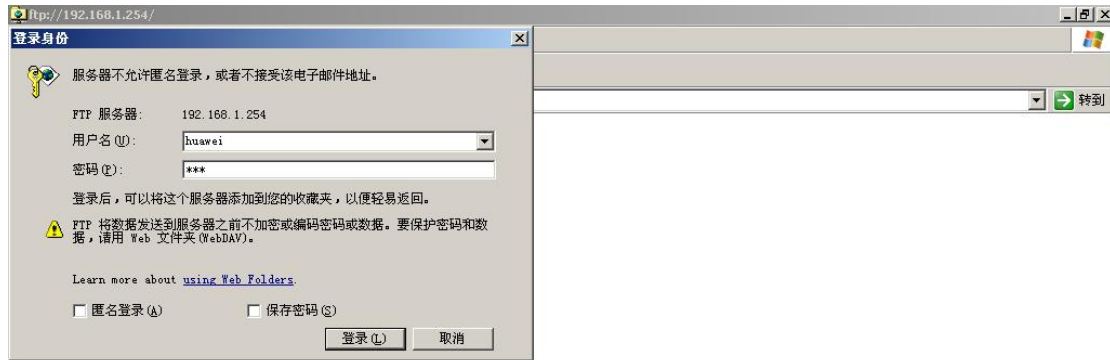 ftp://192.168.1.254/
登录身份
服务器不允许匿名登录，或者不接受该电子邮件地址。
FTP 服务器: 192.168.1.254
转到
用户名(U): huawei
密码(P): ***
登录后，可以将这个服务器添加到您的收藏夹，以便轻易返回。
FTP 将数据发送到服务器之前不加密或编码密码或数据。要保护密码和数
据，请用 Web 文件夹(WebDAV)。
Learn more about using Web Folders.
匿名登录(A) 保存密码(S)
登录(L) 取消